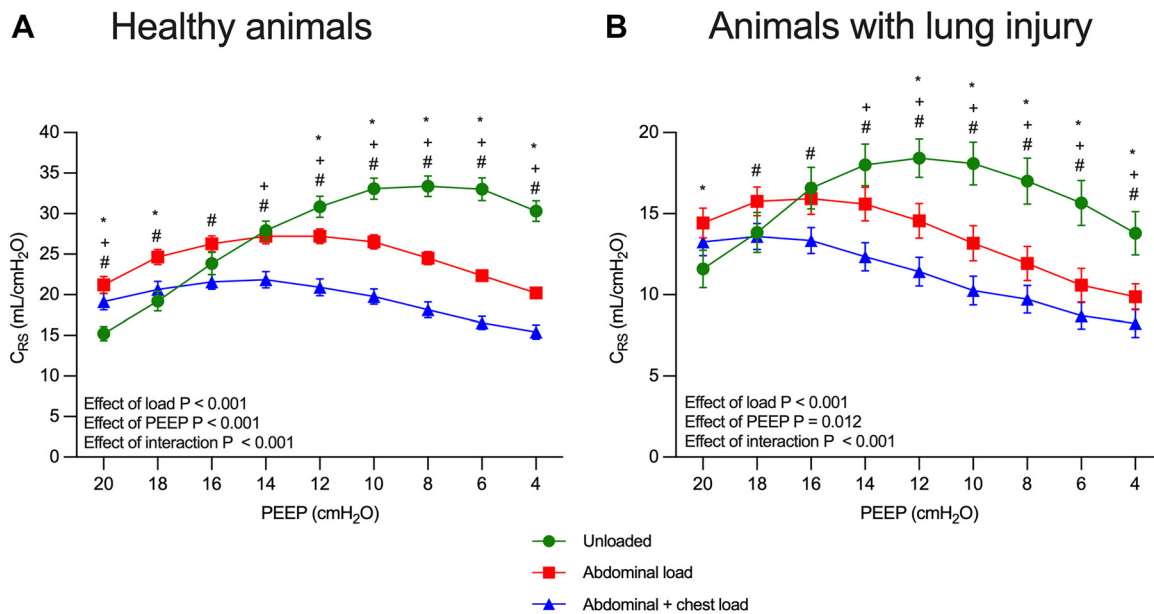 A Healthy animals
B Animals with lung injury
* + #
* #
#
+ #
* + #
* + #
* + #
* + #
* + #
40
35
30
25
20
15
10
5
0
C_RS (mL/cmH₂O)
Effect of load P < 0.001
Effect of PEEP P < 0.001
Effect of interaction P < 0.001
20 18 16 14 12 10 8 6 4
PEEP (cmH₂O)
*
#
#
+ #
* + #
* + #
* + #
* + #
* + #
20
15
10
5
0
C_RS (mL/cmH₂O)
Effect of load P < 0.001
Effect of PEEP P = 0.012
Effect of interaction P < 0.001
20 18 16 14 12 10 8 6 4
PEEP (cmH₂O)
Unloaded
Abdominal load
Abdominal + chest load